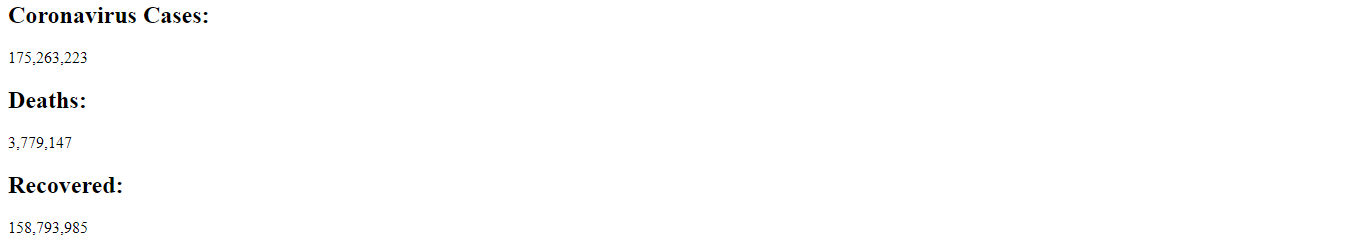 Coronavirus Cases:
175,263,223
Deaths:
3,779,147
Recovered:
158,793,985